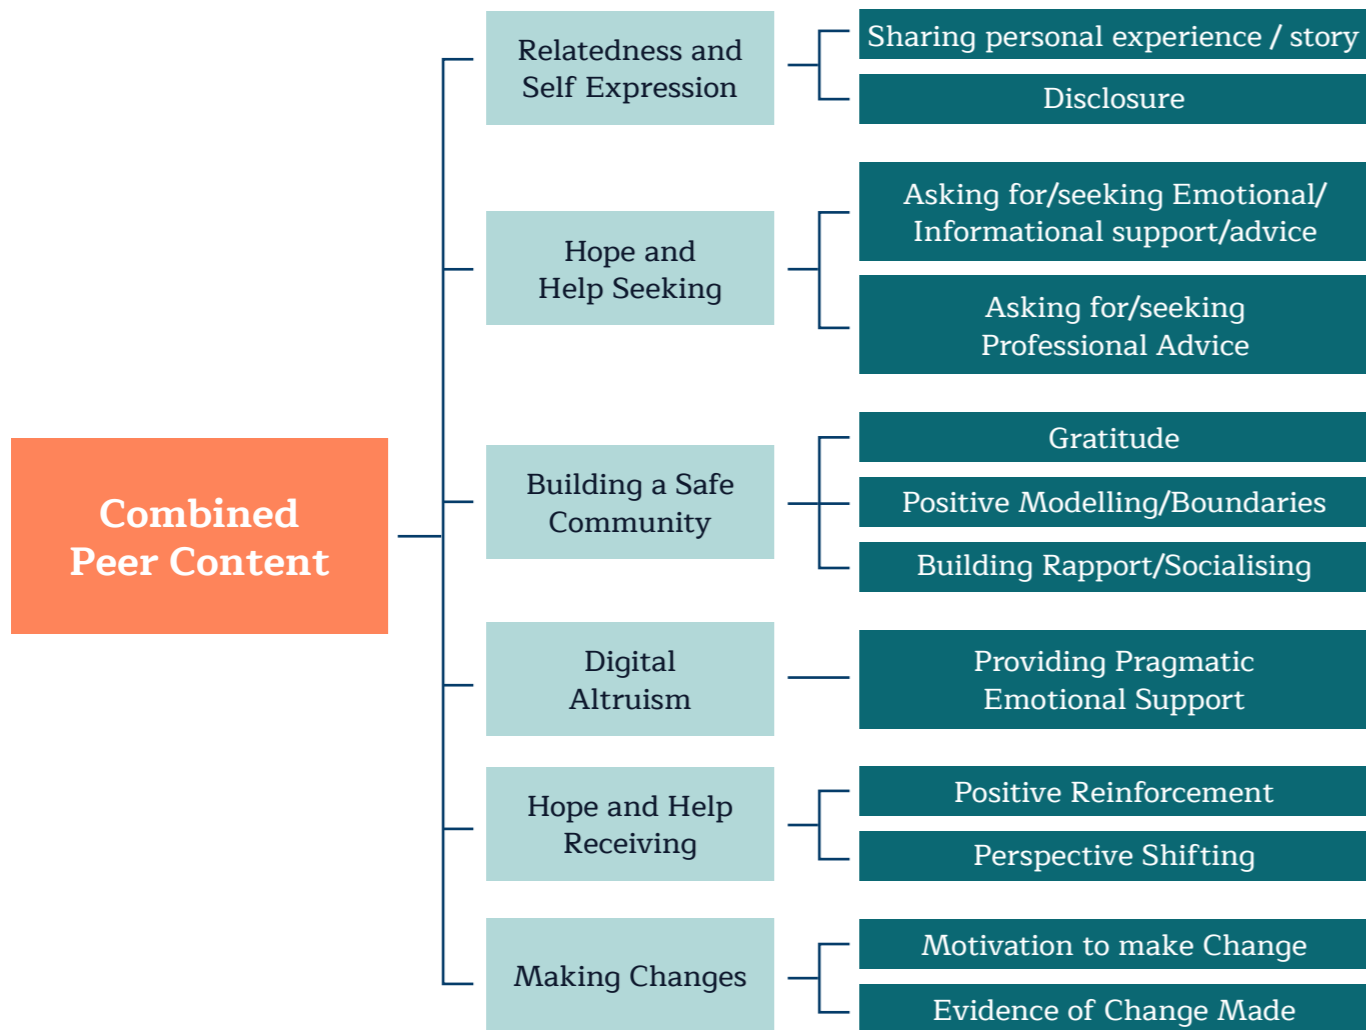 Combined
Peer Content
Relatedness and
Self Expression
Sharing personal experience / story
Disclosure
Hope and
Help Seeking
Asking for/seeking Emotional/
Informational support/advice
Asking for/seeking
Professional Advice
Building a Safe
Community
Gratitude
Positive Modelling/Boundaries
Building Rapport/Socialising
Digital
Altruism
Providing Pragmatic
Emotional Support
Hope and Help
Receiving
Positive Reinforcement
Perspective Shifting
Making Changes
Motivation to make Change
Evidence of Change Made